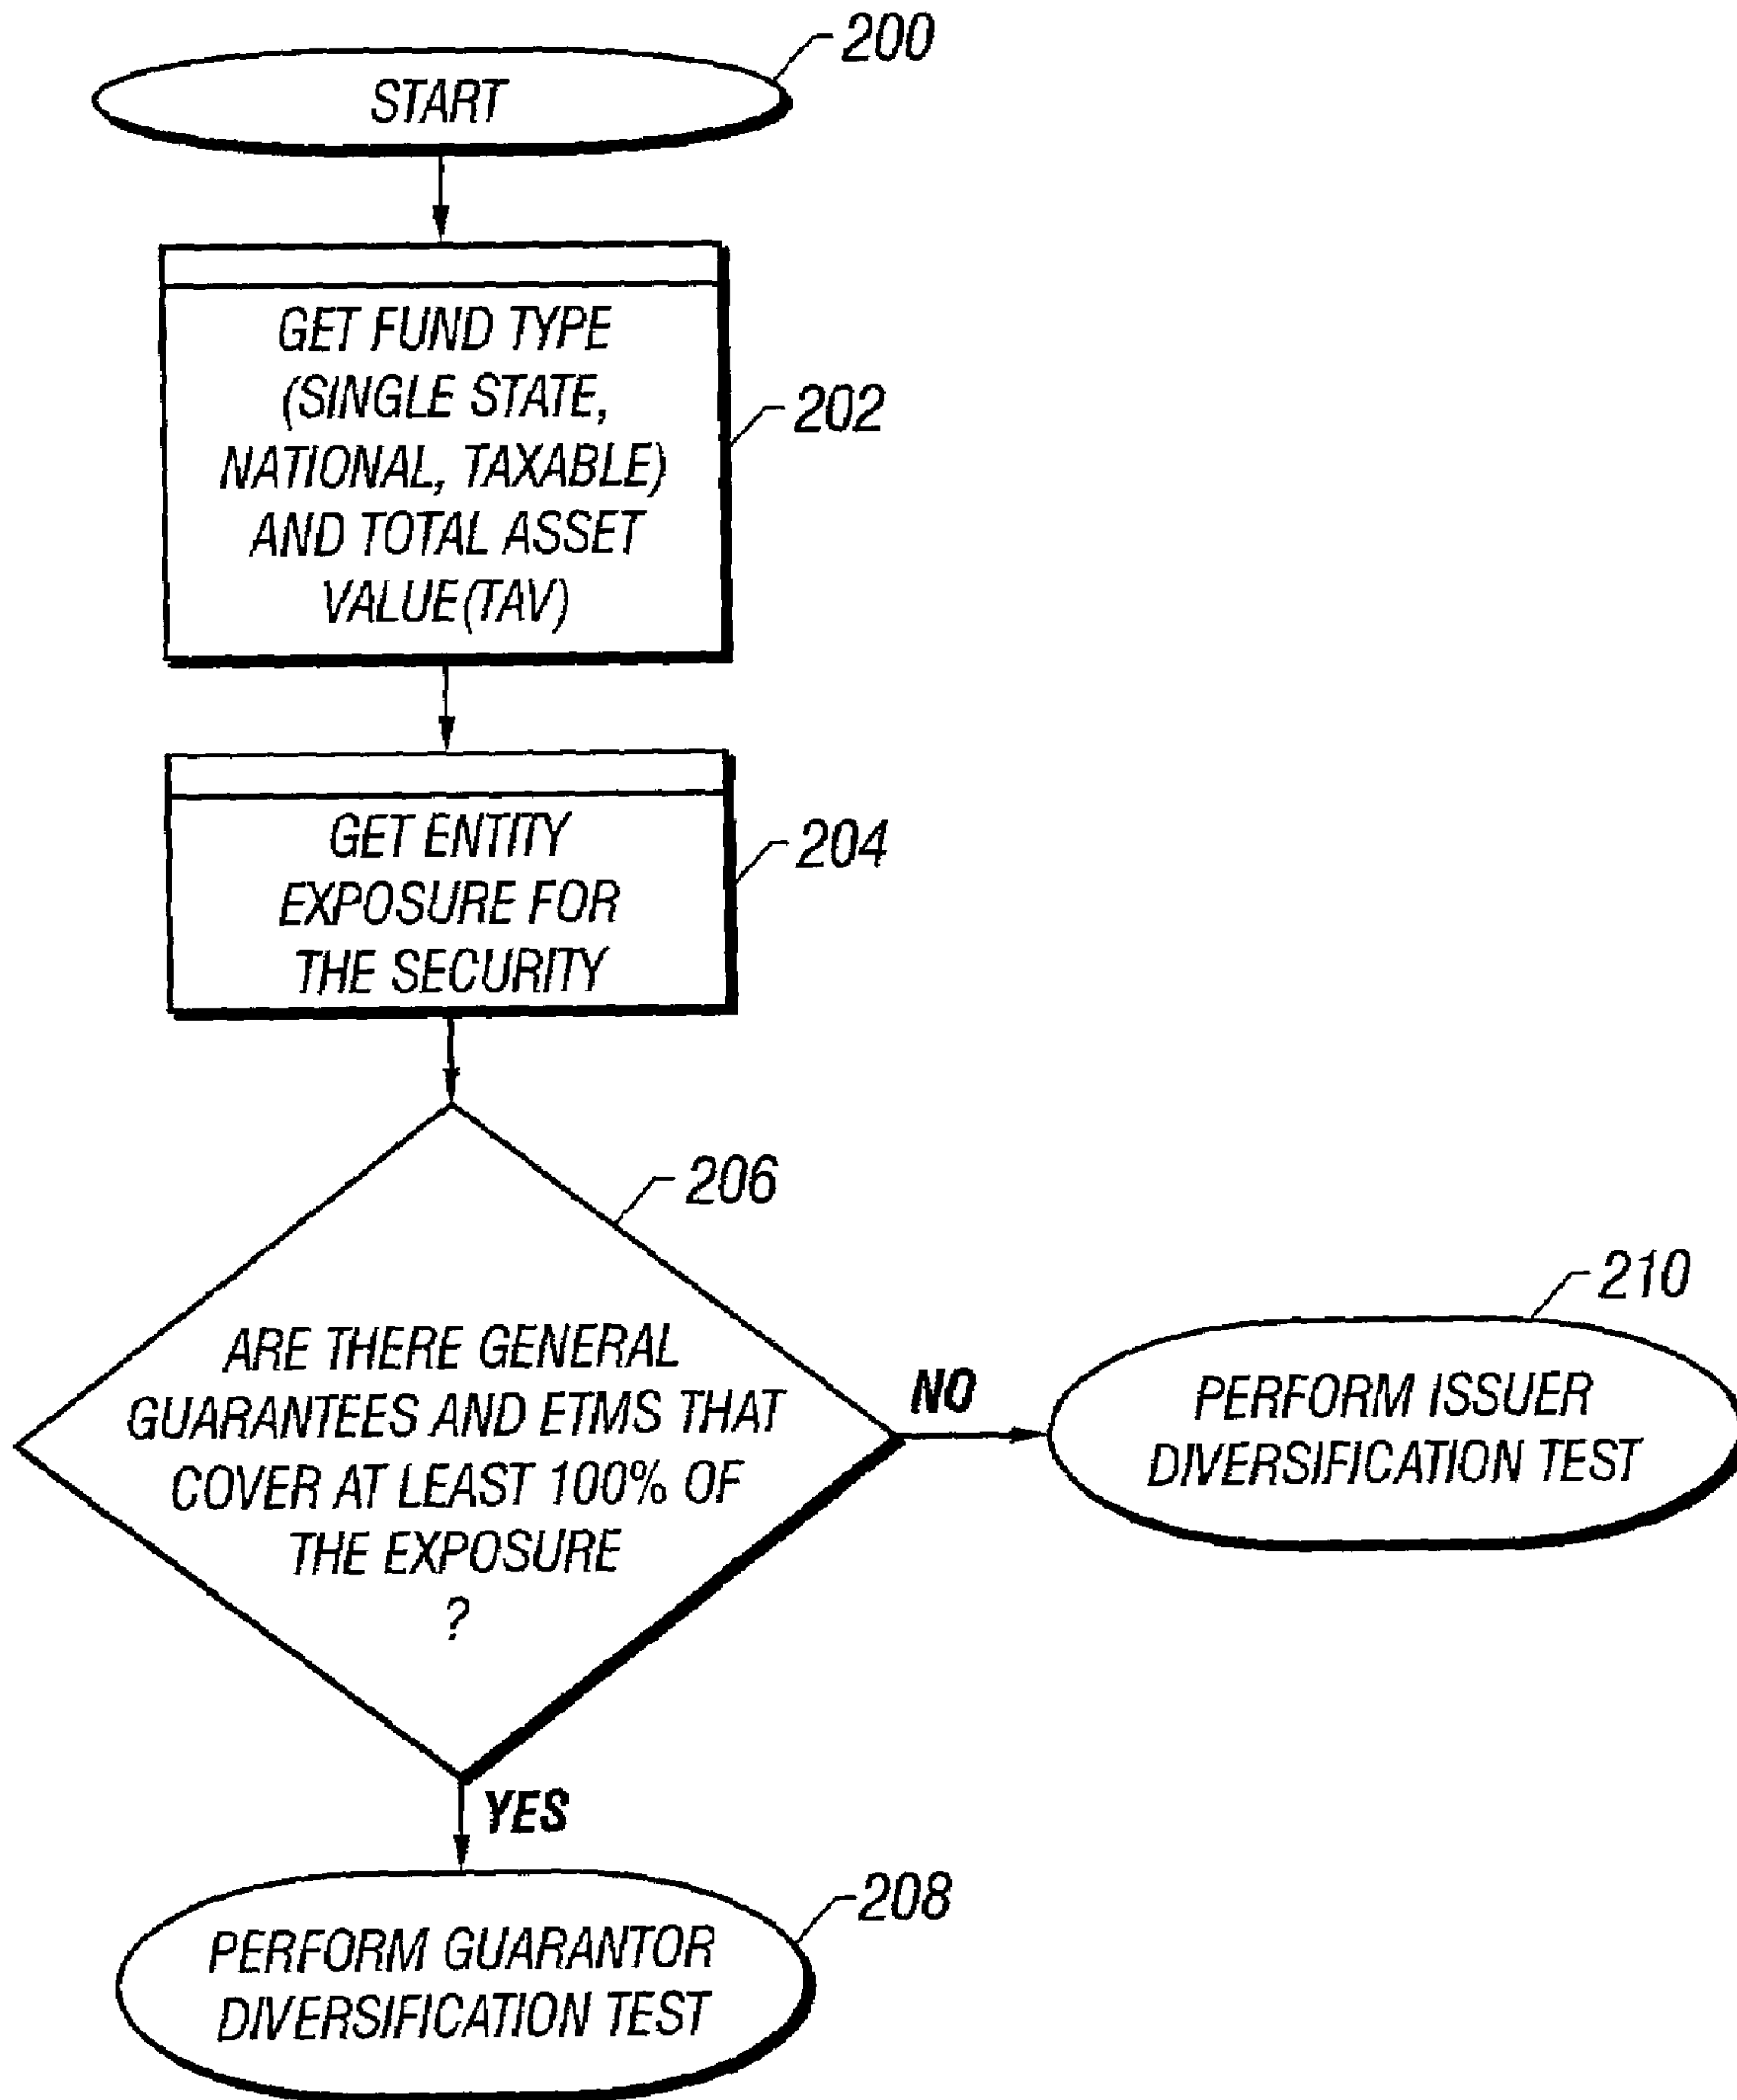 200
START
GET FUND TYPE
(SINGLE STATE,
NATIONAL, TAXABLE)
AND TOTAL ASSET
VALUE(TAV)
202
GET ENTITY
EXPOSURE FOR
THE SECURITY
204
206
ARE THERE GENERAL
GUARANTEES AND ETMS THAT
COVER AT LEAST 100% OF
THE EXPOSURE
?
NO
210
PERFORM ISSUER
DIVERSIFICATION TEST
YES
208
PERFORM GUARANTOR
DIVERSIFICATION TEST